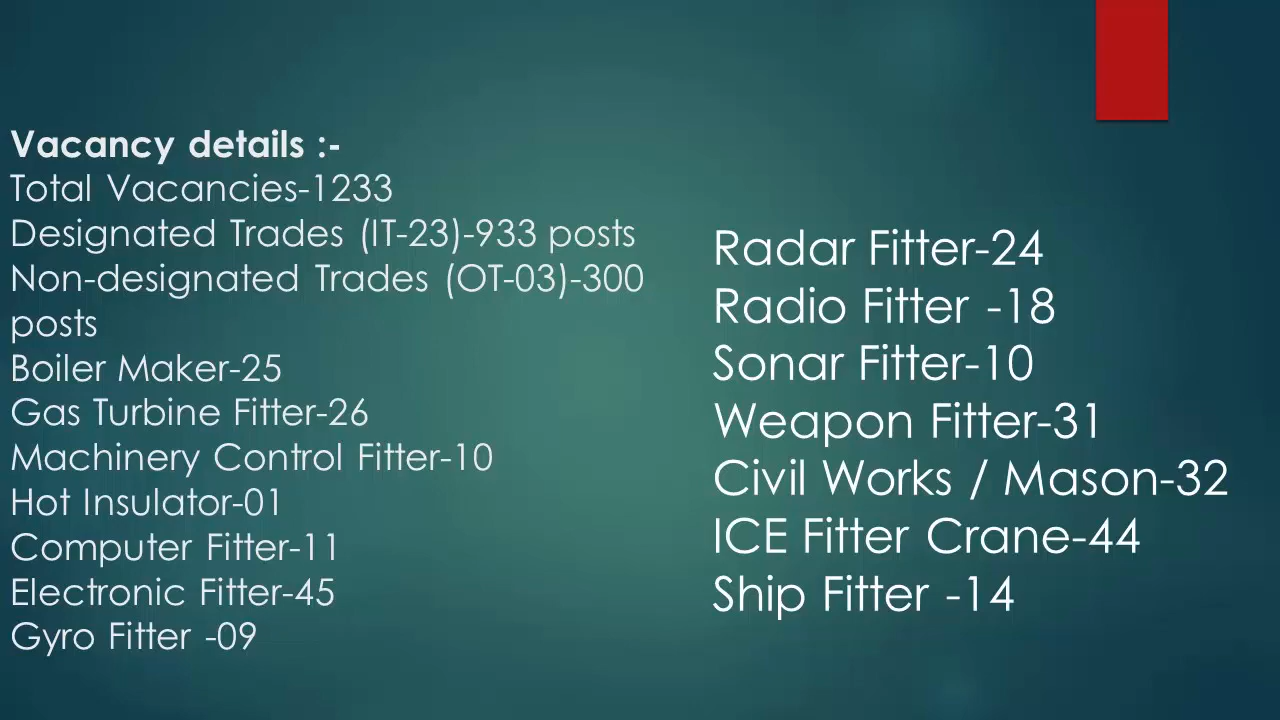 Vacancy details :-
Total Vacancies-1233
Designated Trades (IT-23)-933 posts
Non-designated Trades (OT-03)-300
posts
Boiler Maker-25
Gas Turbine Fitter-26
Machinery Control Fitter-10
Hot Insulator-01
Computer Fitter-11
Electronic Fitter-45
Gyro Fitter -09
Radar Fitter-24
Radio Fitter -18
Sonar Fitter-10
Weapon Fitter-31
Civil Works / Mason-32
ICE Fitter Crane-44
Ship Fitter -14